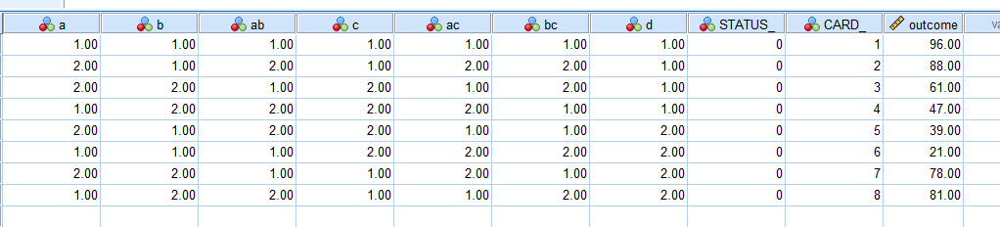 a b ab c ac bc d STATUS_ CARD_ outcome va
1.00 1.00 1.00 1.00 1.00 1.00 1.00 0 1 96.00
2.00 1.00 2.00 1.00 2.00 2.00 1.00 0 2 88.00
2.00 2.00 1.00 2.00 2.00 2.00 1.00 0 3 61.00
1.00 2.00 2.00 2.00 2.00 1.00 1.00 0 4 47.00
2.00 1.00 2.00 2.00 1.00 1.00 2.00 0 5 39.00
1.00 1.00 1.00 2.00 2.00 2.00 2.00 0 6 21.00
2.00 2.00 1.00 1.00 2.00 1.00 2.00 0 7 78.00
1.00 2.00 2.00 1.00 1.00 2.00 2.00 0 8 81.00